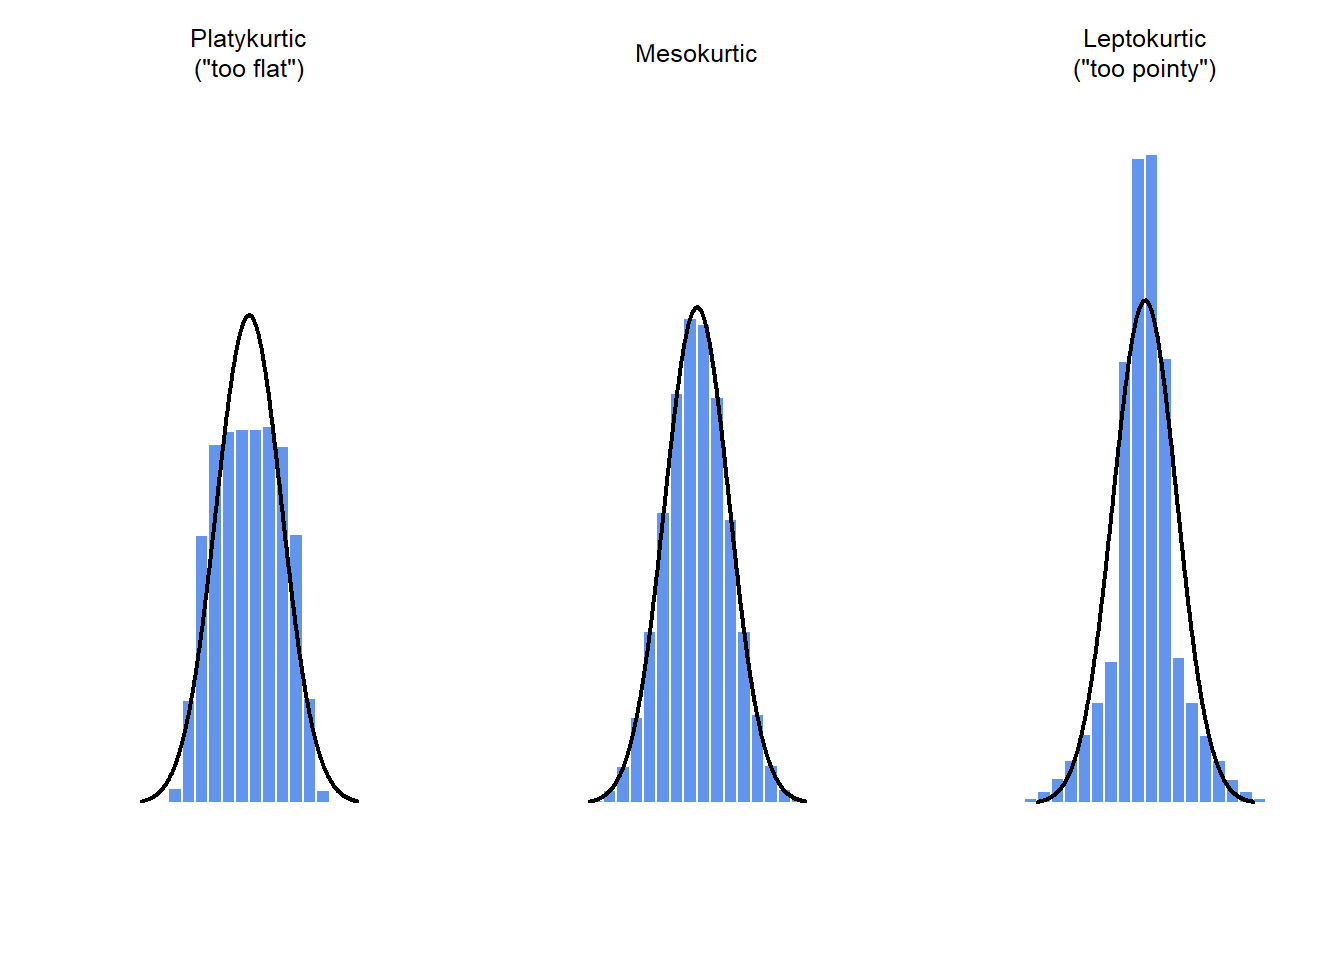 Platykurtic
("too flat")
Mesokurtic
Leptokurtic
("too pointy")